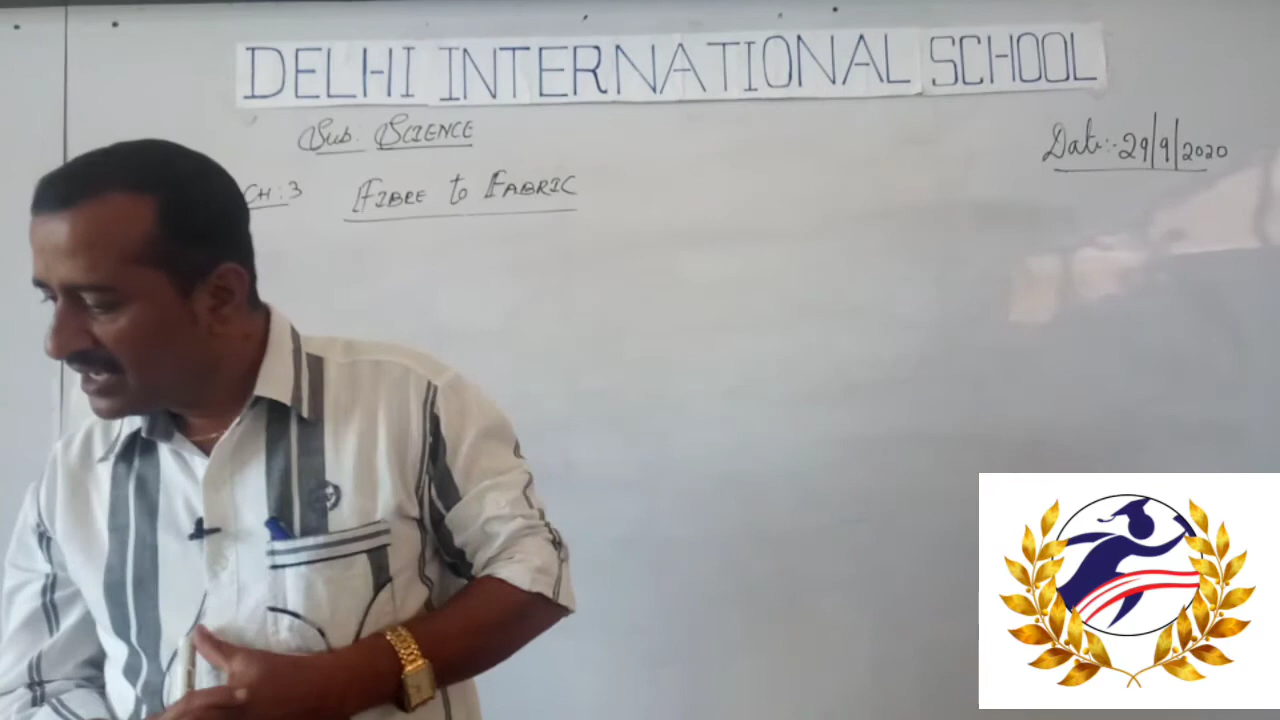 DELHI INTERNATIONAL SCHOOL
Sub. SCIENCE
Date:-29/9/2020
CH:3 FIBRE to FABRIC